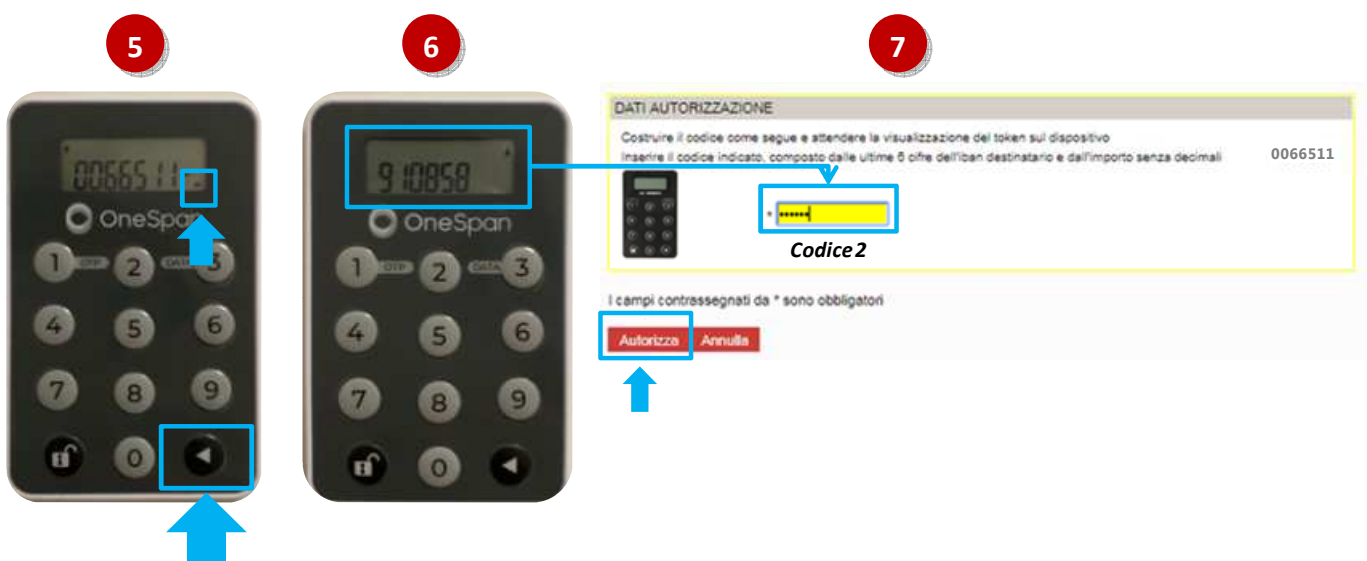 5
6
7
0066511 _
OneSpan
1 OTP 2 DATA 3
4 5 6
7 8 9
0
910858
OneSpan
1 OTP 2 DATA 3
4 5 6
7 8 9
0
DATI AUTORIZZAZIONE
Costruire il codice come segue e attendere la visualizzazione del token sul dispositivo
Inserire il codice indicato, composto dalle ultime 6 cifre dell'iban destinatario e dall'importo senza decimali 0066511
* ••••••
Codice 2
I campi contrassegnati da * sono obbligatori
Autorizza Annulla